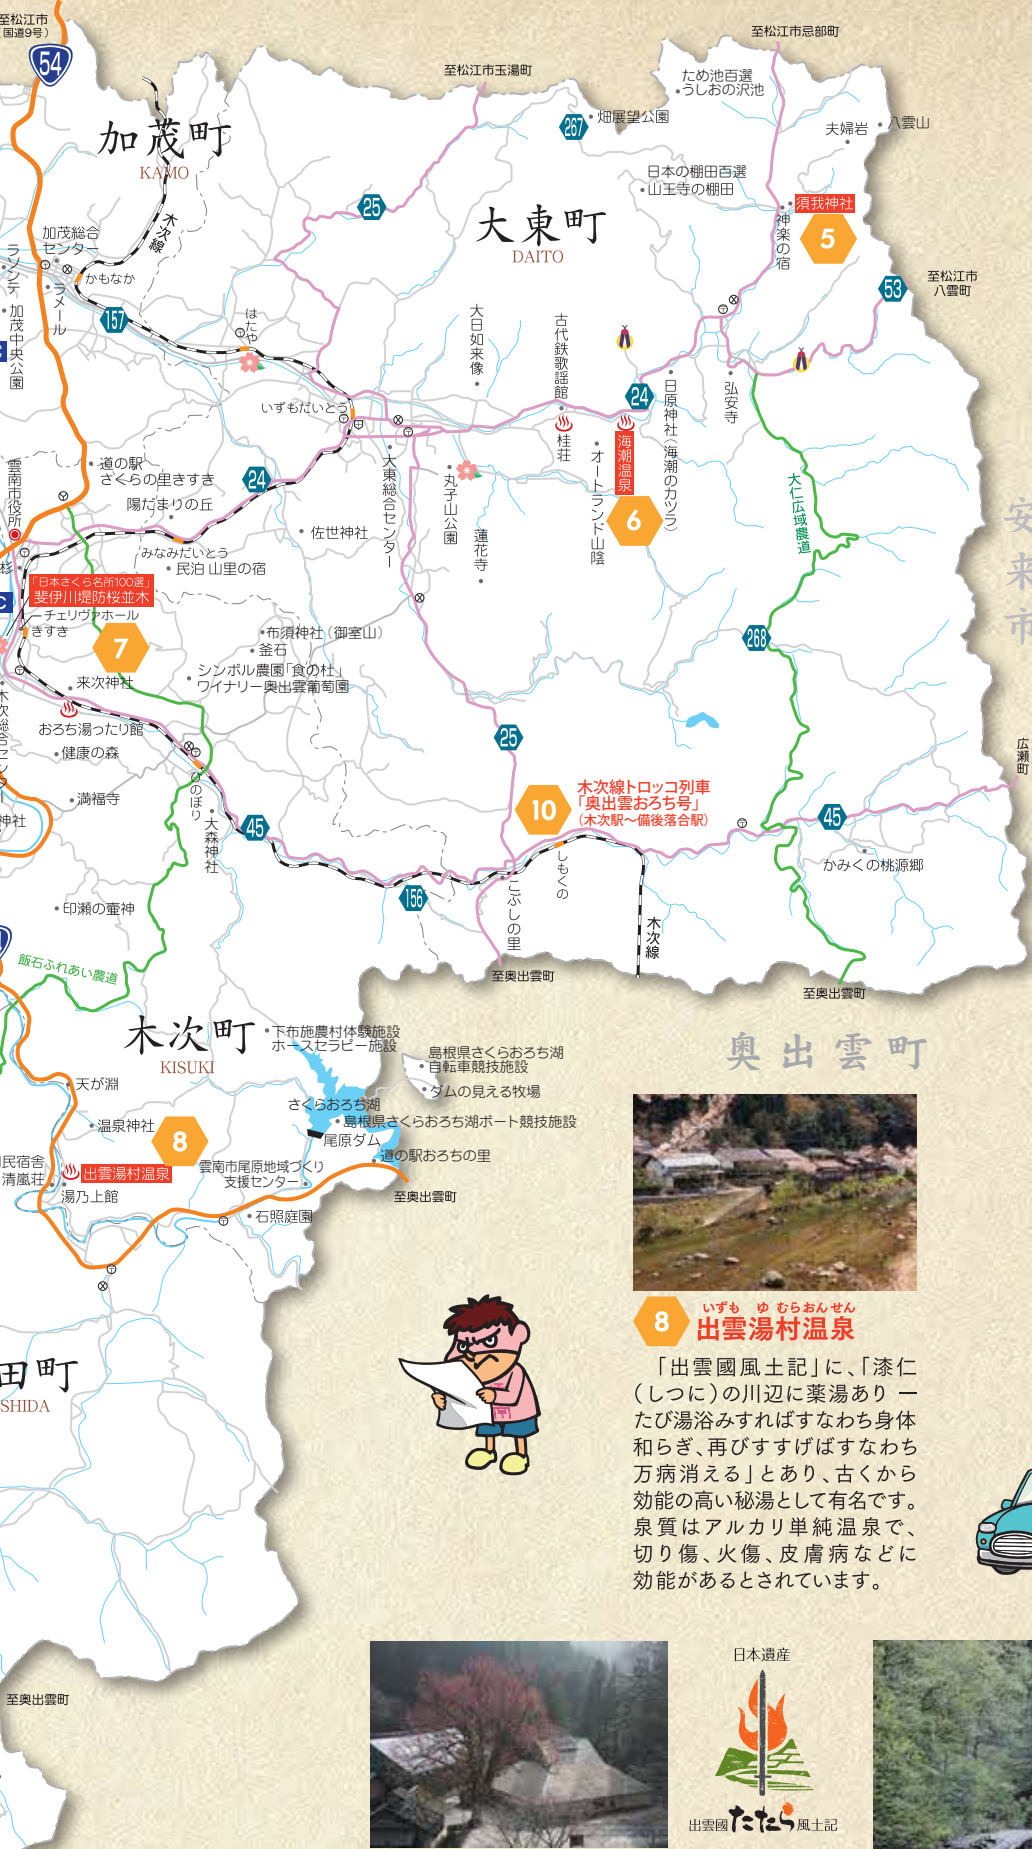 至松江市
(国道9号)
54
至松江市玉湯町
至松江市忌部町
ため池百選
うしおの沢池
267
畑展望公園
夫婦岩
八雲山
加茂町
KAMO
木次線
日本の棚田百選
山王寺の棚田
25
大東町
DAITO
須我神社
5
神楽の宿
加茂総合
センター
かもなか
ラメール
加茂中央公園
157
はたや
至松江市
八雲町
53
大日如来像
古代鉄歌謡館
24
日原神社(海潮のカツラ)
弘安寺
いずもだいとう
桂荘
海潮温泉
6
オートランド山陰
大仁広域農道
雲南市役所
道の駅
さくらの里きすき
24
陽だまりの丘
大東総合センター
丸子山公園
蓮花寺
佐世神社
みなみだいとう
民泊 山里の宿
「日本さくら名所100選」
斐伊川堤防桜並木
チェリヴァホール
きすき
7
布須神社(御室山)
釜石
268
シンボル農園「食の杜」
ワイナリー奥出雲葡萄園
来次神社
おろち湯ったり館
木次総合センター
健康の森
25
広瀬町
安来市
ひのぼり
満福寺
神社
大森神社
45
10
木次線トロッコ列車
「奥出雲おろち号」
(木次駅〜備後落合駅)
45
かみくの桃源郷
しもくの
156
こぶしの里
木次線
印瀬の壷神
飯石ふれあい農道
至奥出雲町
至奥出雲町
木次町
KISUKI
下布施農村体験施設
ホースセラピー施設
奥出雲町
島根県さくらおろち湖
自転車競技施設
ダムの見える牧場
天が淵
さくらおろち湖
島根県さくらおろち湖ボート競技施設
温泉神社
8
尾原ダム
道の駅おろちの里
民宿舎
清嵐荘
出雲湯村温泉
雲南市尾原地域づくり
支援センター
湯乃上館
至奥出雲町
石照庭園
8
いずも ゆ むらおんせん
出雲湯村温泉
田町
SHIDA
「出雲國風土記」に、「漆仁
(しつに)の川辺に薬湯あり 一
たび湯浴みすればすなわち身体
和らぎ、再びすすげばすなわち
万病消える」とあり、古くから
効能の高い秘湯として有名です。
泉質はアルカリ単純温泉で、
切り傷、火傷、皮膚病などに
効能があるとされています。
至奥出雲町
日本遺産
出雲國たたら風土記